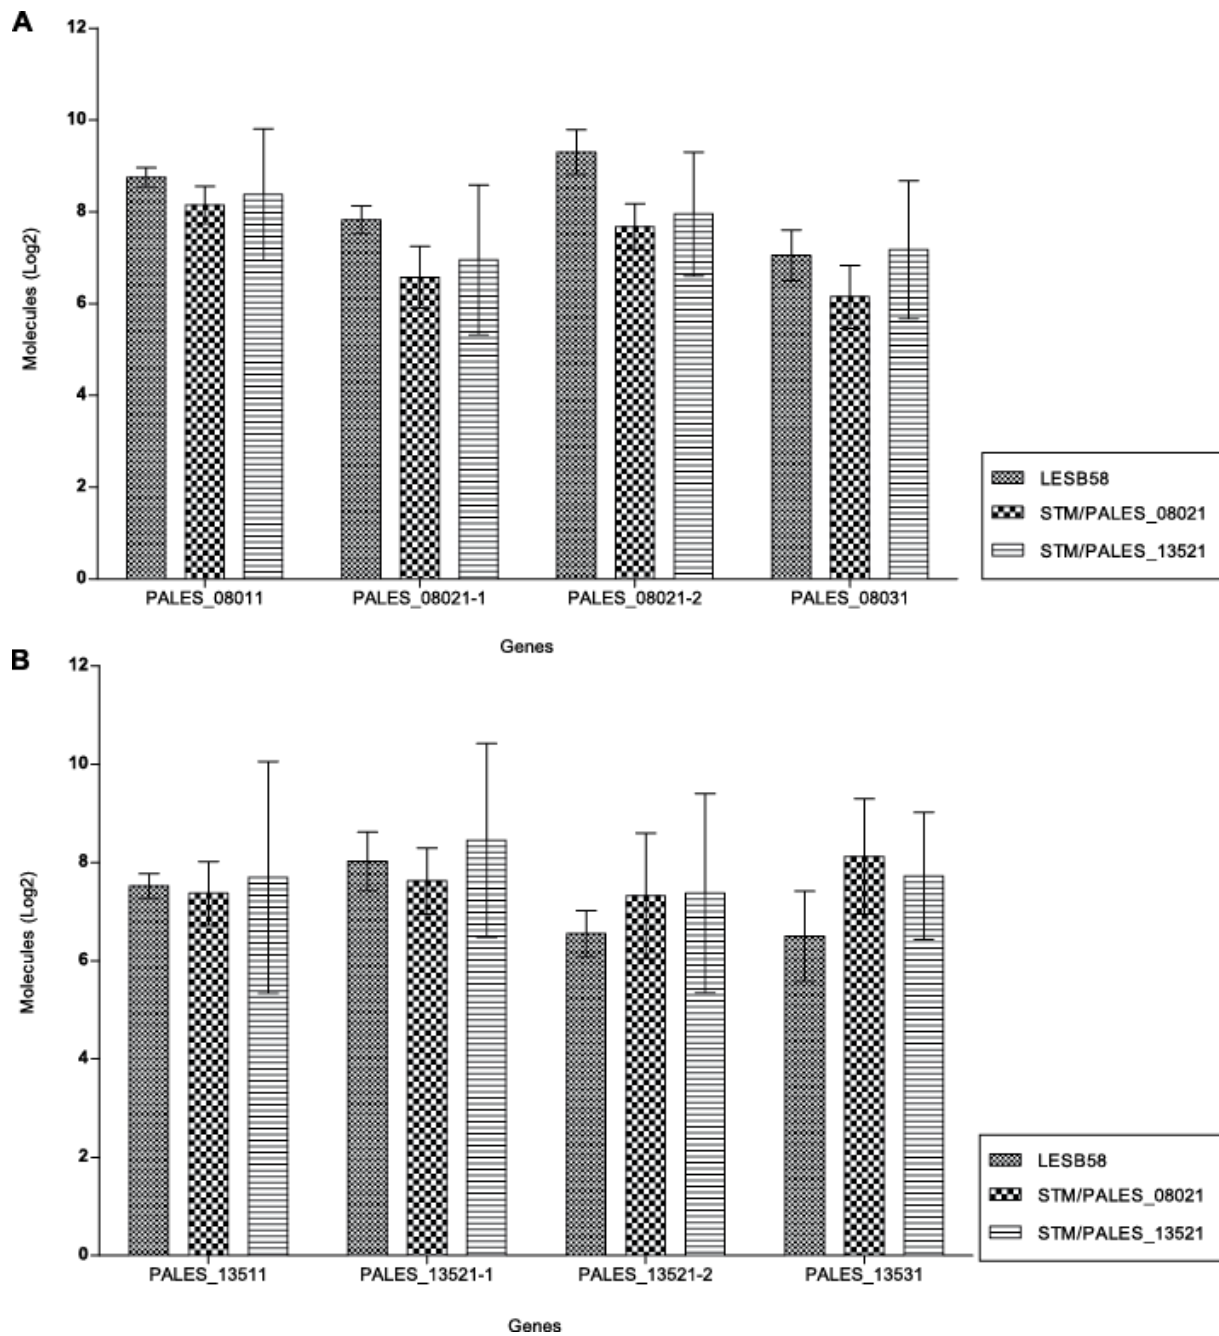 A
12
10
8
6
4
2
0
Molecules (Log2)
PALES_08011 PALES_08021-1 PALES_08021-2 PALES_08031
Genes
LESB58
STM/PALES_08021
STM/PALES_13521
B
12
10
8
6
4
2
0
Molecules (Log2)
PALES_13511 PALES_13521-1 PALES_13521-2 PALES_13531
Genes
LESB58
STM/PALES_08021
STM/PALES_13521